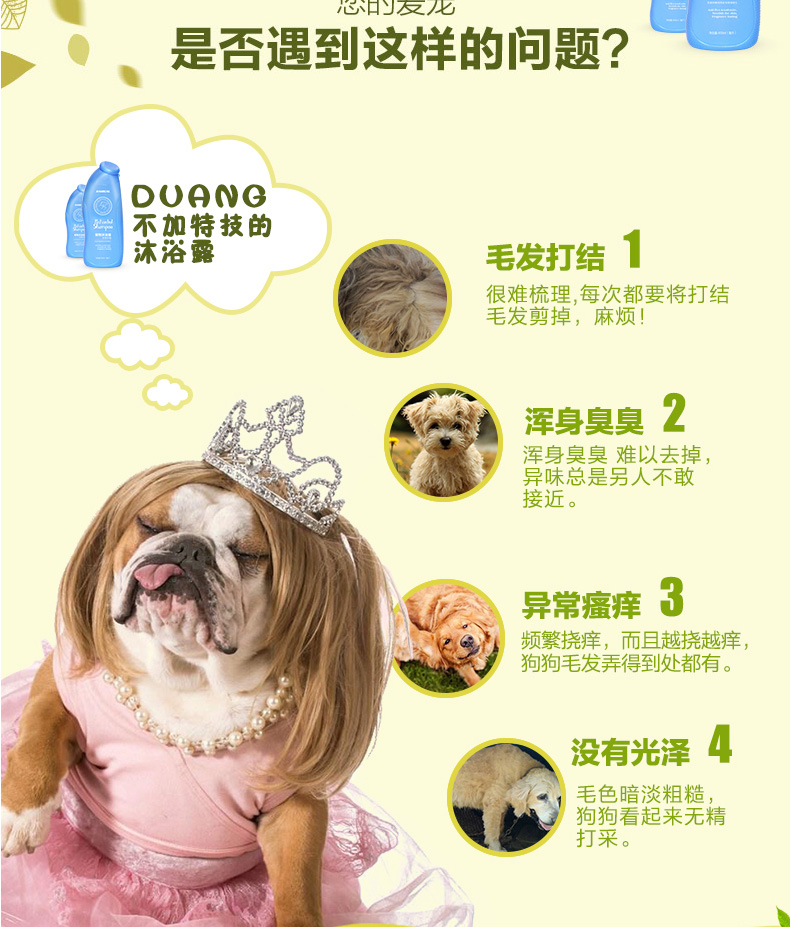 您的爱宠
是否遇到这样的问题?
DUANG
不加特技的
沐浴露
毛发打结 1
很难梳理,每次都要将打结
毛发剪掉，麻烦!
浑身臭臭 2
浑身臭臭 难以去掉，
异味总是另人不敢
接近。
异常瘙痒 3
频繁挠痒，而且越挠越痒，
狗狗毛发弄得到处都有。
没有光泽 4
毛色暗淡粗糙，
狗狗看起来无精
打采。